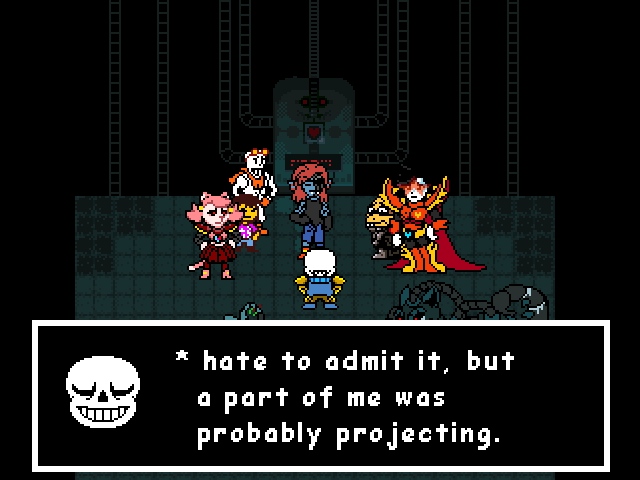 * hate to admit it, but
a part of me was
probably projecting.